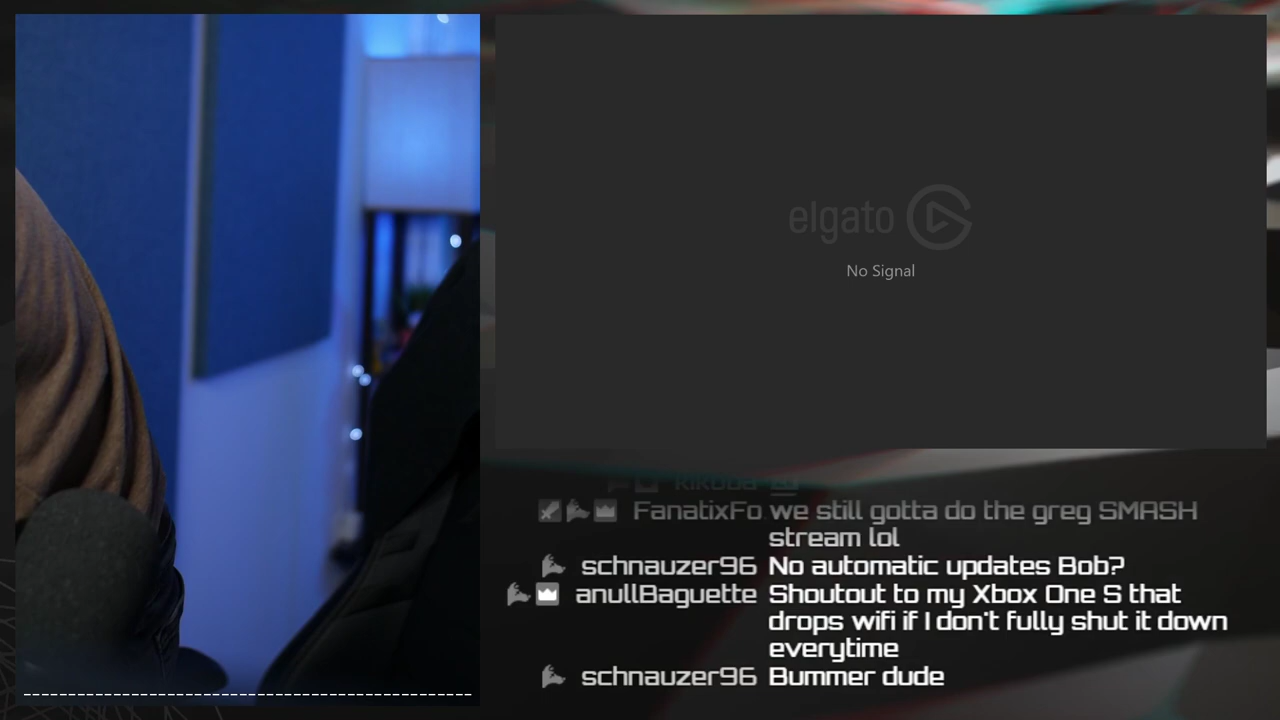 elgato
No Signal
FanatixFo we still gotta do the greg SMASH
stream lol
schnauzer96 No automatic updates Bob?
anullBaguette Shoutout to my Xbox One S that
drops wifi if I don't fully shut it down
everytime
schnauzer96 Bummer dude